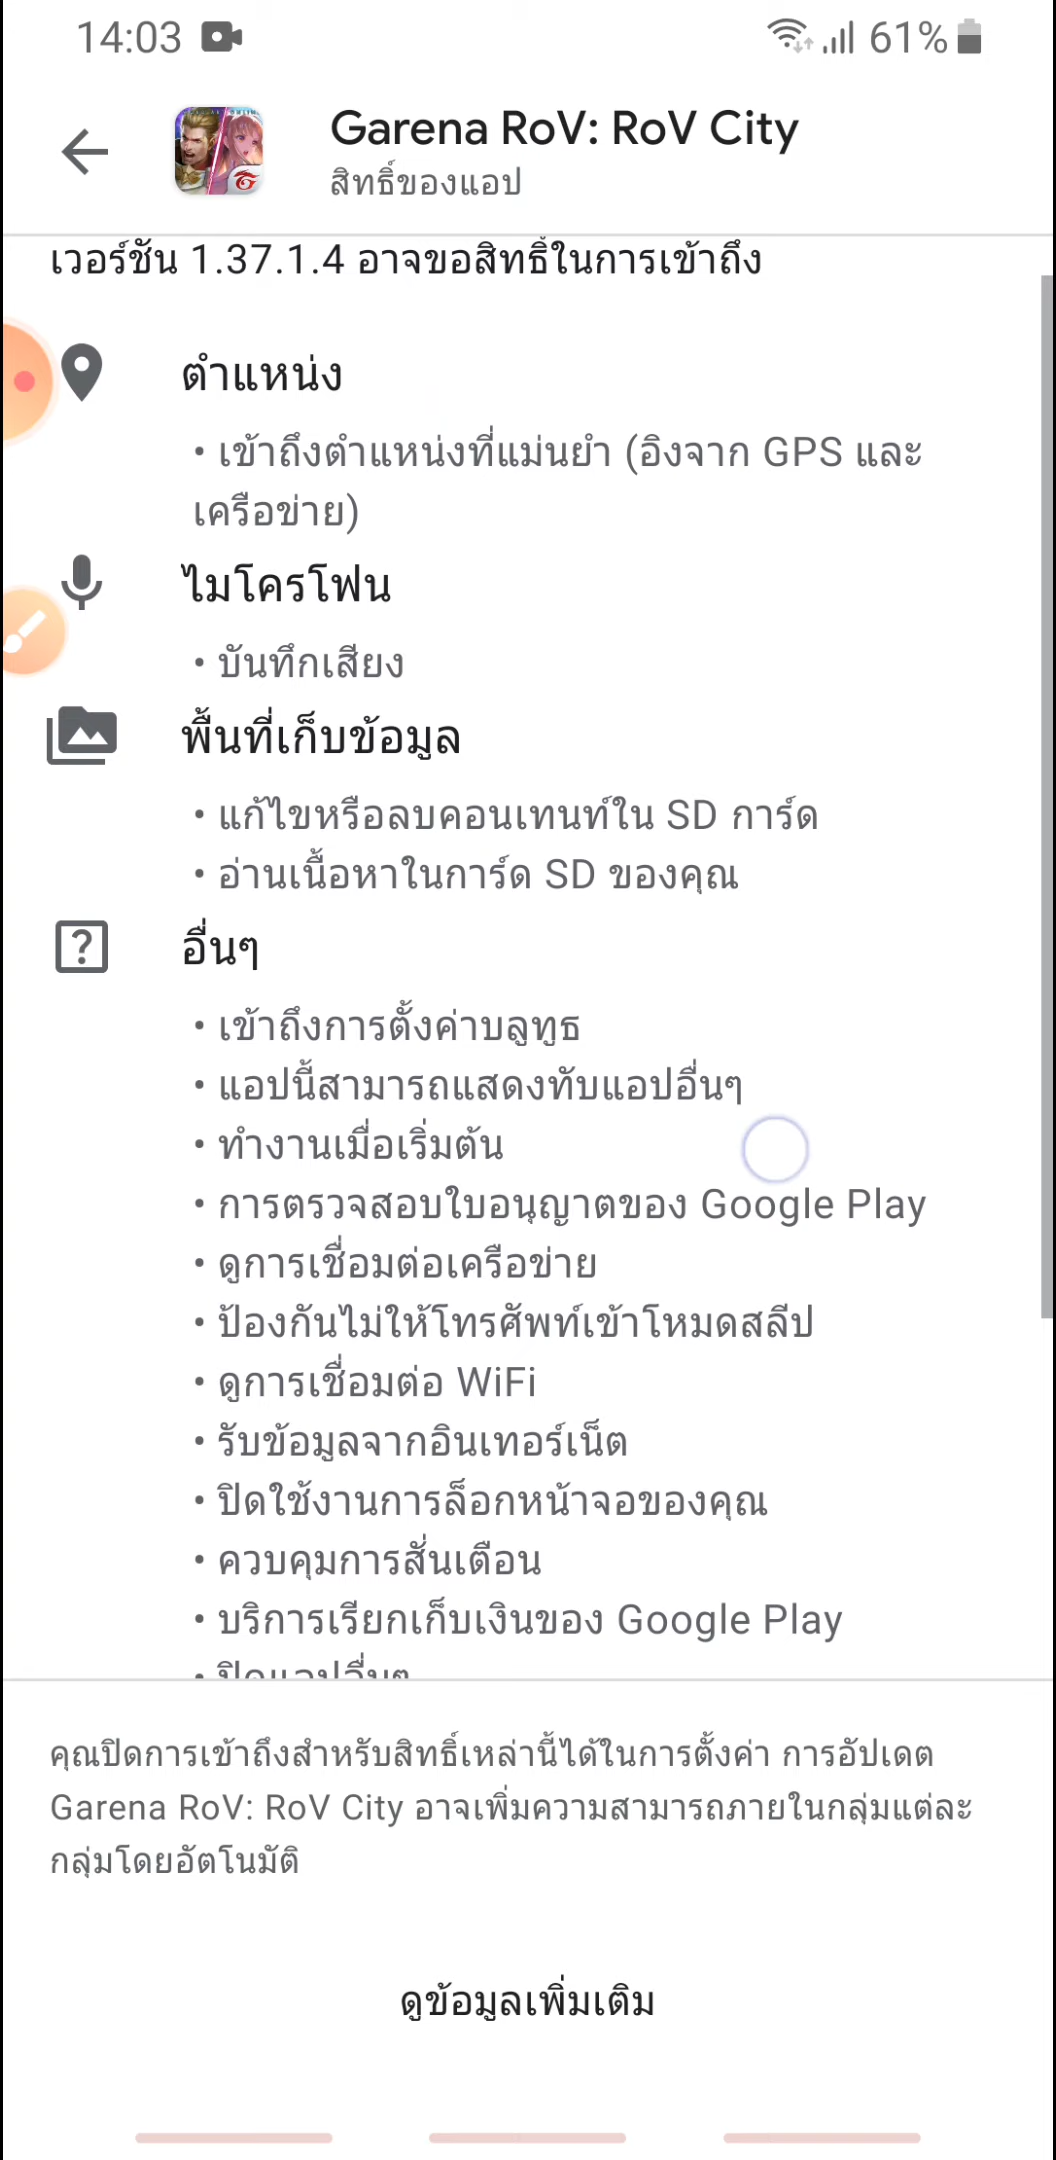 14:03 61%
Garena RoV: RoV City
สิทธิ์ของแอป
เวอร์ชัน 1.37.1.4 อาจขอสิทธิ์ในการเข้าถึง
ตำแหน่ง
• เข้าถึงตำแหน่งที่แม่นยำ (อิงจาก GPS และ
เครือข่าย)
ไมโครโฟน
• บันทึกเสียง
พื้นที่เก็บข้อมูล
• แก้ไขหรือลบคอนเทนท์ใน SD การ์ด
• อ่านเนื้อหาในการ์ด SD ของคุณ
อื่นๆ
• เข้าถึงการตั้งค่าบลูทูธ
• แอปนี้สามารถแสดงทับแอปอื่นๆ
• ทำงานเมื่อเริ่มต้น
• การตรวจสอบใบอนุญาตของ Google Play
• ดูการเชื่อมต่อเครือข่าย
• ป้องกันไม่ให้โทรศัพท์เข้าโหมดสลีป
• ดูการเชื่อมต่อ WiFi
• รับข้อมูลจากอินเทอร์เน็ต
• ปิดใช้งานการล็อกหน้าจอของคุณ
• ควบคุมการสั่นเตือน
• บริการเรียกเก็บเงินของ Google Play
• ปิดแอปอื่นๆ
คุณปิดการเข้าถึงสำหรับสิทธิ์เหล่านี้ได้ในการตั้งค่า การอัปเดต
Garena RoV: RoV City อาจเพิ่มความสามารถภายในกลุ่มแต่ละ
กลุ่มโดยอัตโนมัติ
ดูข้อมูลเพิ่มเติม